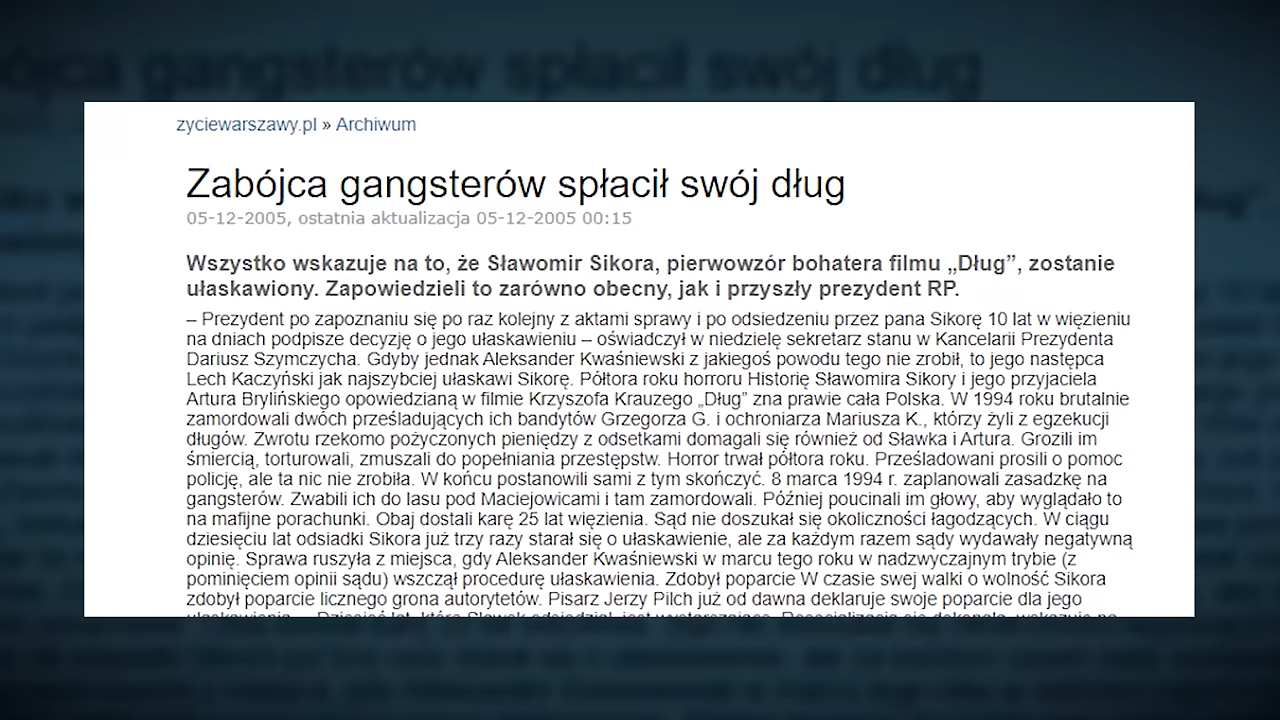 zyciewarszawy.pl » Archiwum
Zabójca gangsterów spłacił swój dług
05-12-2005, ostatnia aktualizacja 05-12-2005 00:15
Wszystko wskazuje na to, że Sławomir Sikora, pierwowzór bohatera filmu „Dług”, zostanie
ułaskawiony. Zapowiedzieli to zarówno obecny, jak i przyszły prezydent RP.
– Prezydent po zapoznaniu się po raz kolejny z aktami sprawy i po odsiedzeniu przez pana Sikorę 10 lat w więzieniu
na dniach podpisze decyzję o jego ułaskawieniu – oświadczył w niedzielę sekretarz stanu w Kancelarii Prezydenta
Dariusz Szymczycha. Gdyby jednak Aleksander Kwaśniewski z jakiegoś powodu tego nie zrobił, to jego następca
Lech Kaczyński jak najszybciej ułaskawi Sikorę. Półtora roku horroru Historię Sławomira Sikory i jego przyjaciela
Artura Brylińskiego opowiedzianą w filmie Krzyszofa Krauzego „Dług” zna prawie cała Polska. W 1994 roku brutalnie
zamordowali dwóch prześladujących ich bandytów Grzegorza G. i ochroniarza Mariusza K., którzy żyli z egzekucji
długów. Zwrotu rzekomo pożyczonych pieniędzy z odsetkami domagali się również od Sławka i Artura. Grozili im
śmiercią, torturowali, zmuszali do popełniania przestępstw. Horror trwał półtora roku. Prześladowani prosili o pomoc
policję, ale ta nic nie zrobiła. W końcu postanowili sami z tym skończyć. 8 marca 1994 r. zaplanowali zasadzkę na
gangsterów. Zwabili ich do lasu pod Maciejowicami i tam zamordowali. Później poucinali im głowy, aby wyglądało to
na mafijne porachunki. Obaj dostali karę 25 lat więzienia. Sąd nie doszukał się okoliczności łagodzących. W ciągu
dziesięciu lat odsiadki Sikora już trzy razy starał się o ułaskawienie, ale za każdym razem sądy wydawały negatywną
opinię. Sprawa ruszyła z miejsca, gdy Aleksander Kwaśniewski w marcu tego roku w nadzwyczajnym trybie (z
pominięciem opinii sądu) wszczął procedurę ułaskawienia. Zdobył poparcie W czasie swej walki o wolność Sikora
zdobył poparcie licznego grona autorytetów. Pisarz Jerzy Pilch już od dawna deklaruje swoje poparcie dla jego